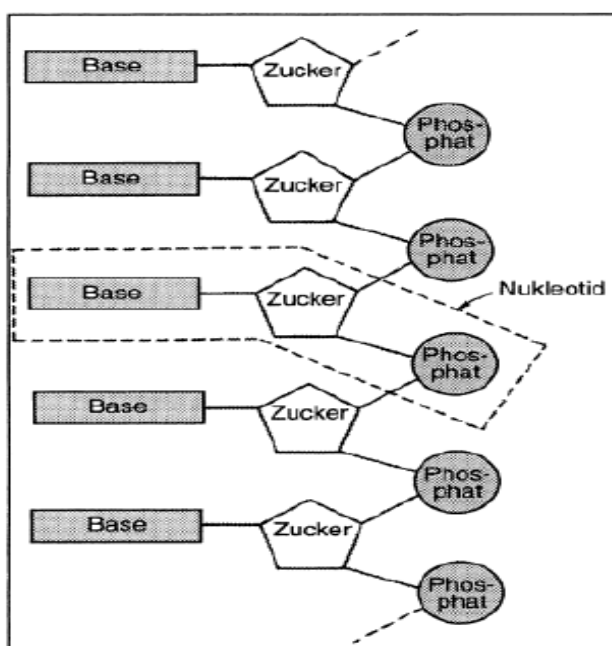 Base
Zucker
Phos-
phat
Base
Zucker
Phos-
phat
Base
Zucker
Nukleotid
Phos-
phat
Base
Zucker
Phos-
phat
Base
Zucker
Phos-
phat